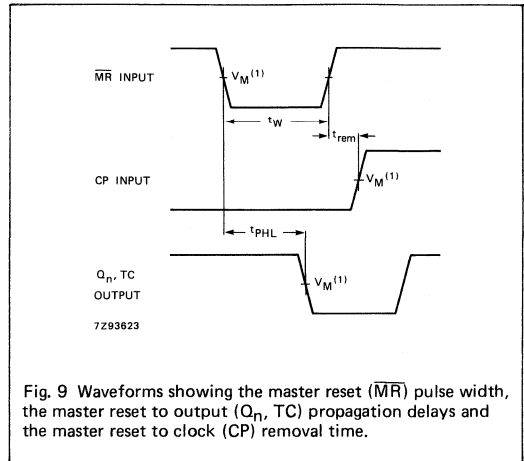 MR INPUT
VM(1)
tW
trem
CP INPUT
VM(1)
tPHL
Qn, TC
OUTPUT
VM(1)
7Z93623
Fig. 9 Waveforms showing the master reset (MR) pulse width,
the master reset to output (Qn, TC) propagation delays and
the master reset to clock (CP) removal time.